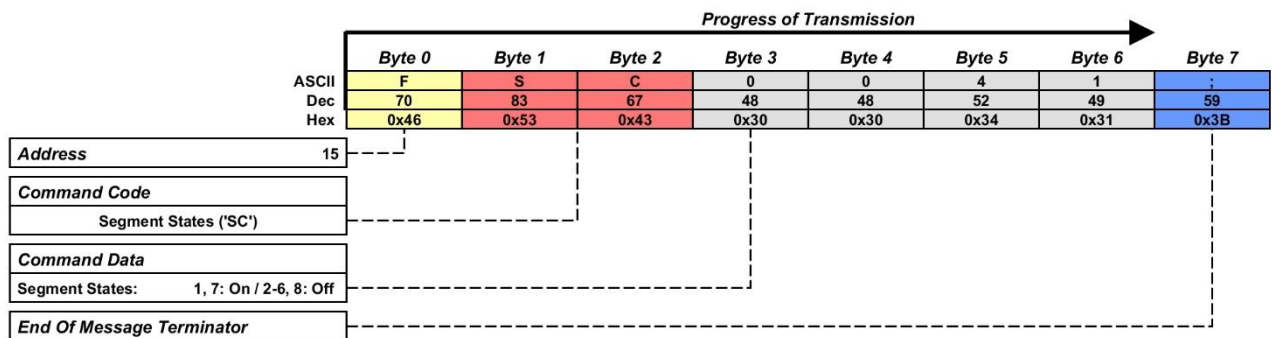 Progress of Transmission
Byte 0 Byte 1 Byte 2 Byte 3 Byte 4 Byte 5 Byte 6 Byte 7
ASCII F S C 0 0 4 1 ;
Dec 70 83 67 48 48 52 49 59
Hex 0x46 0x53 0x43 0x30 0x30 0x34 0x31 0x3B
Address 15
Command Code
Segment States ('SC')
Command Data
Segment States: 1, 7: On / 2-6, 8: Off
End Of Message Terminator